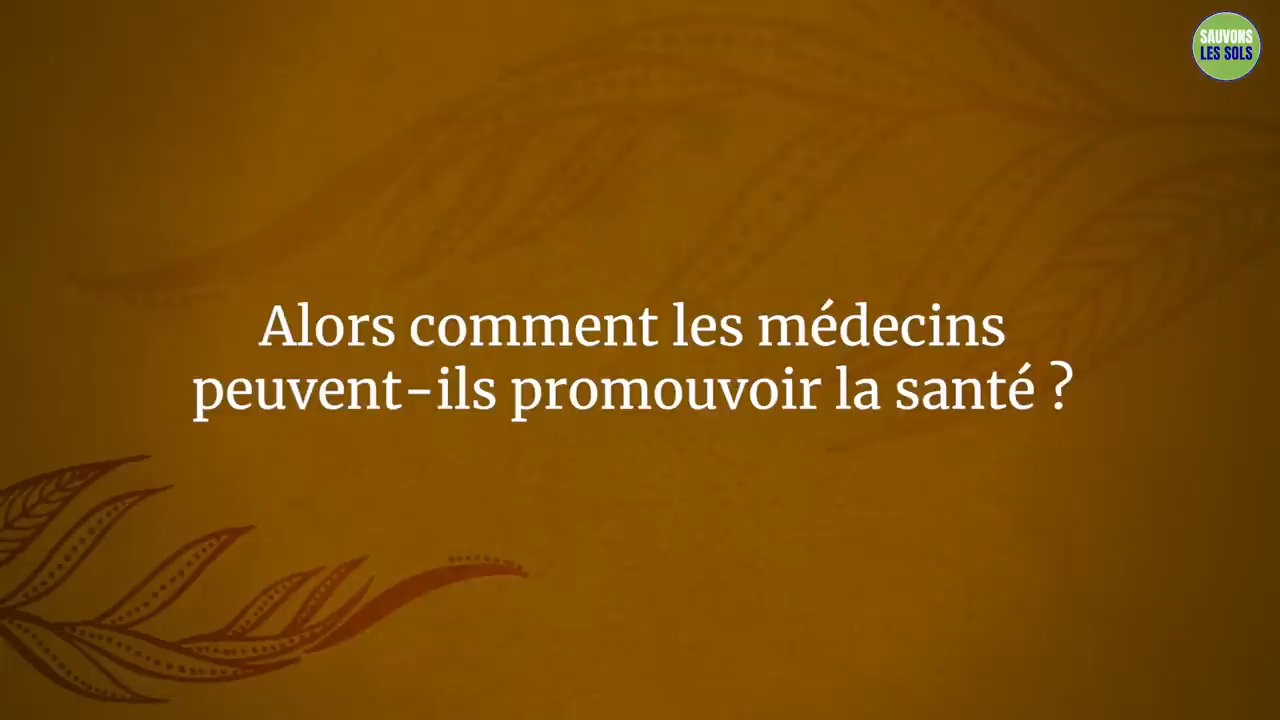 SAUVONS
LES SOLS
Alors comment les médecins
peuvent-ils promouvoir la santé ?